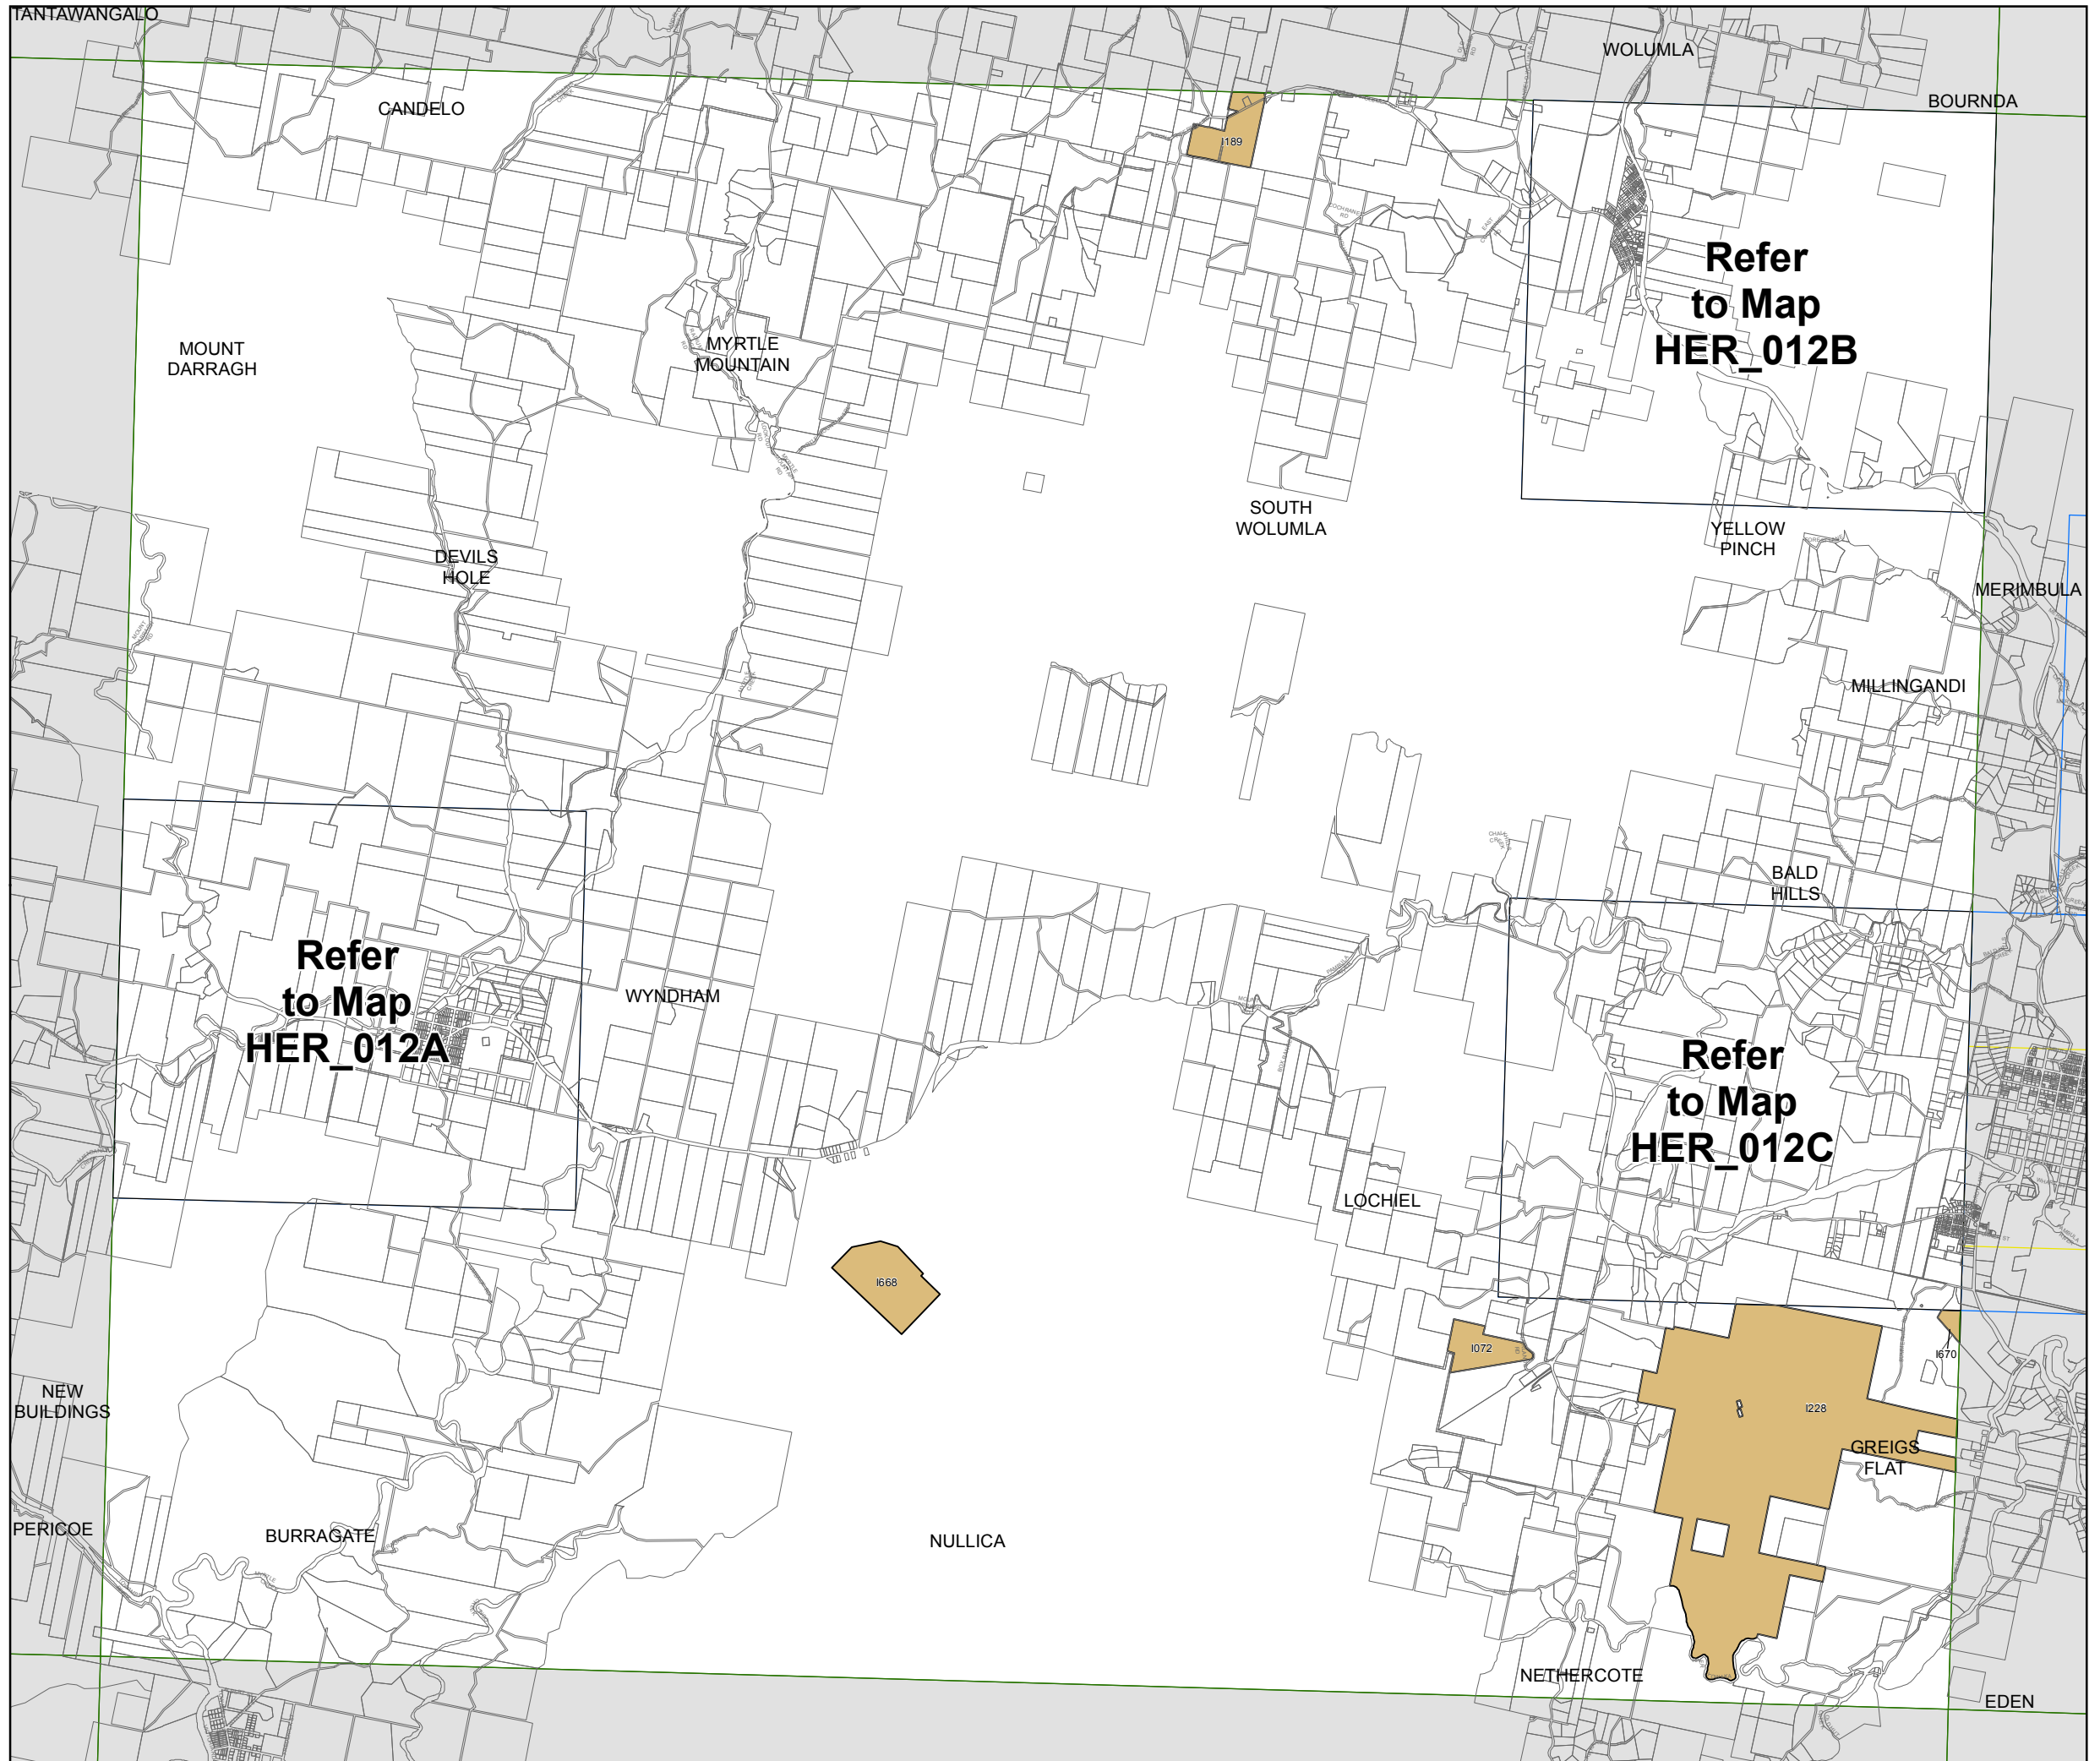 TANTAWANGALO
WOLUMLA
CANDELO
BOURNDA
I189
Refer
to Map
HER_012B
MOUNT
DARRAGH
MYRTLE
MOUNTAIN
SOUTH
WOLUMLA
YELLOW
PINCH
DEVILS
HOLE
MERIMBULA
MILLINGANDI
BALD
HILLS
Refer
to Map
HER_012A
WYNDHAM
Refer
to Map
HER_012C
LOCHIEL
I668
I072
I670
NEW
BUILDINGS
I228
GREIGS
FLAT
PERICOE
BURRAGATE
NULLICA
NETHERCOTE
EDEN